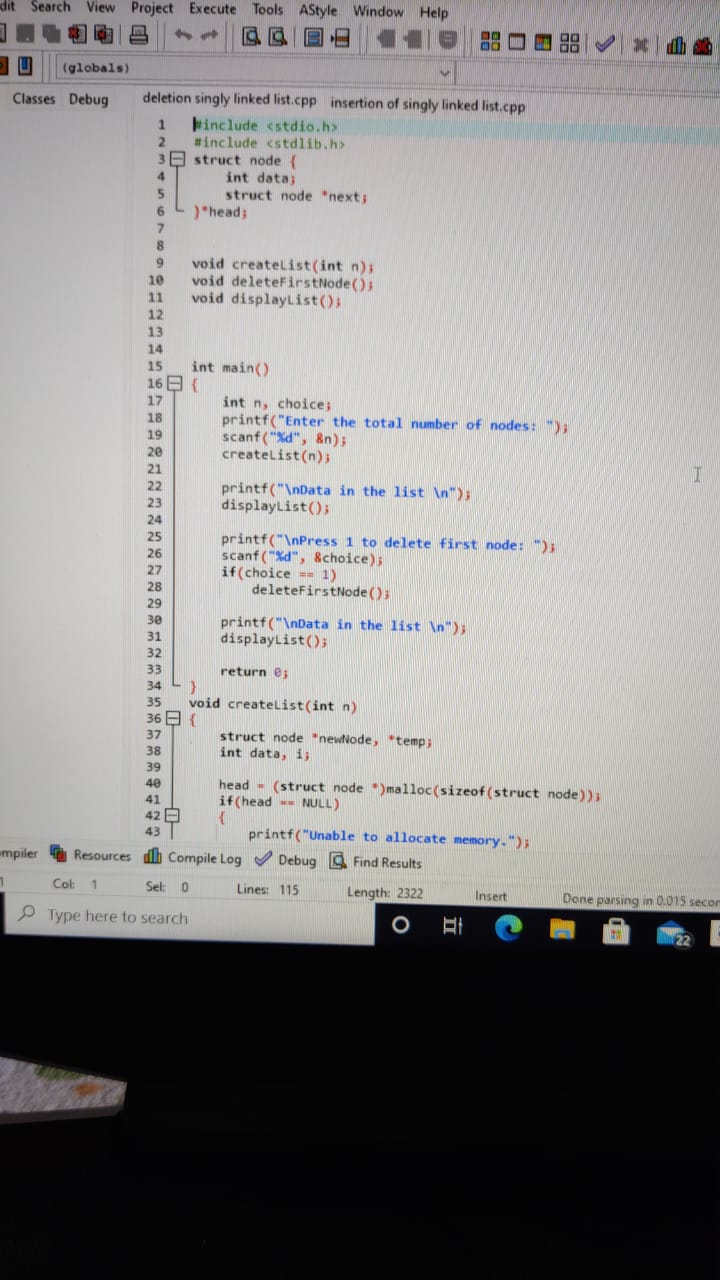 dit Search View Project Execute Tools AStyle Window Help
(globals)
Classes Debug
deletion singly linked list.cpp insertion of singly linked list.cpp
1 #include <stdio.h>
2 #include <stdlib.h>
3 struct node {
4 int data;
5 struct node *next;
6 }*head;
7
8
9 void createList(int n);
10 void deleteFirstNode();
11 void displayList();
12
13
14
15 int main()
16 {
17 int n, choice;
18 printf("Enter the total number of nodes: ");
19 scanf("%d", &n);
20 createList(n);
21
22 printf("\nData in the list \n");
23 displayList();
24
25 printf("\nPress 1 to delete first node: ");
26 scanf("%d", &choice);
27 if(choice == 1)
28 deleteFirstNode();
29
30 printf("\nData in the list \n");
31 displayList();
32
33 return 0;
34 }
35 void createList(int n)
36 {
37 struct node *newNode, *temp;
38 int data, i;
39
40 head = (struct node *)malloc(sizeof(struct node));
41 if(head == NULL)
42 {
43 printf("Unable to allocate memory.");
mpiler Resources Compile Log Debug Find Results
1 Col: 1 Sel: 0 Lines: 115 Length: 2322 Insert Done parsing in 0.015 secon
Type here to search
22